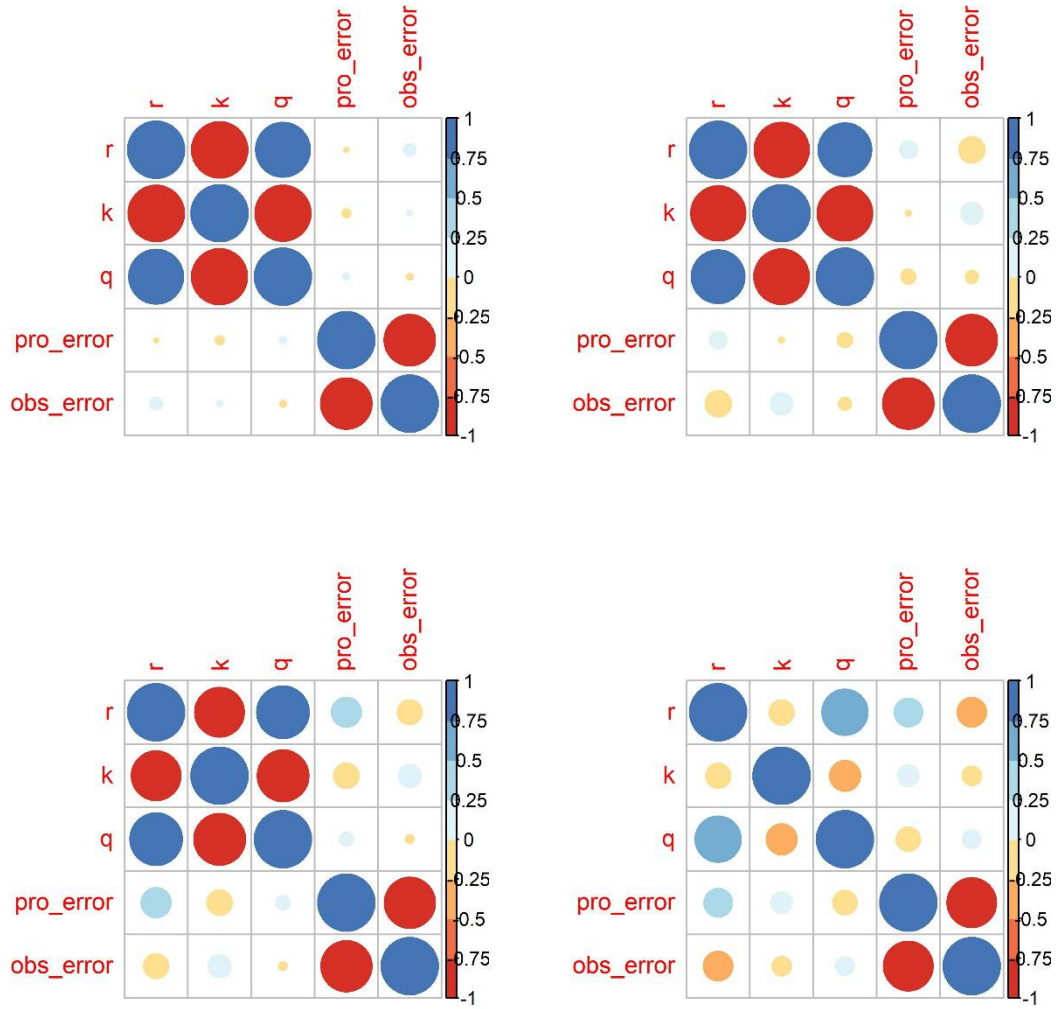 r
k
q
pro_error
obs_error
r
k
q
pro_error
obs_error
1
0.75
0.5
0.25
0
-0.25
-0.5
-0.75
-1
r
k
q
pro_error
obs_error
r
k
q
pro_error
obs_error
1
0.75
0.5
0.25
0
-0.25
-0.5
-0.75
-1
r
k
q
pro_error
obs_error
r
k
q
pro_error
obs_error
1
0.75
0.5
0.25
0
-0.25
-0.5
-0.75
-1
r
k
q
pro_error
obs_error
r
k
q
pro_error
obs_error
1
0.75
0.5
0.25
0
-0.25
-0.5
-0.75
-1